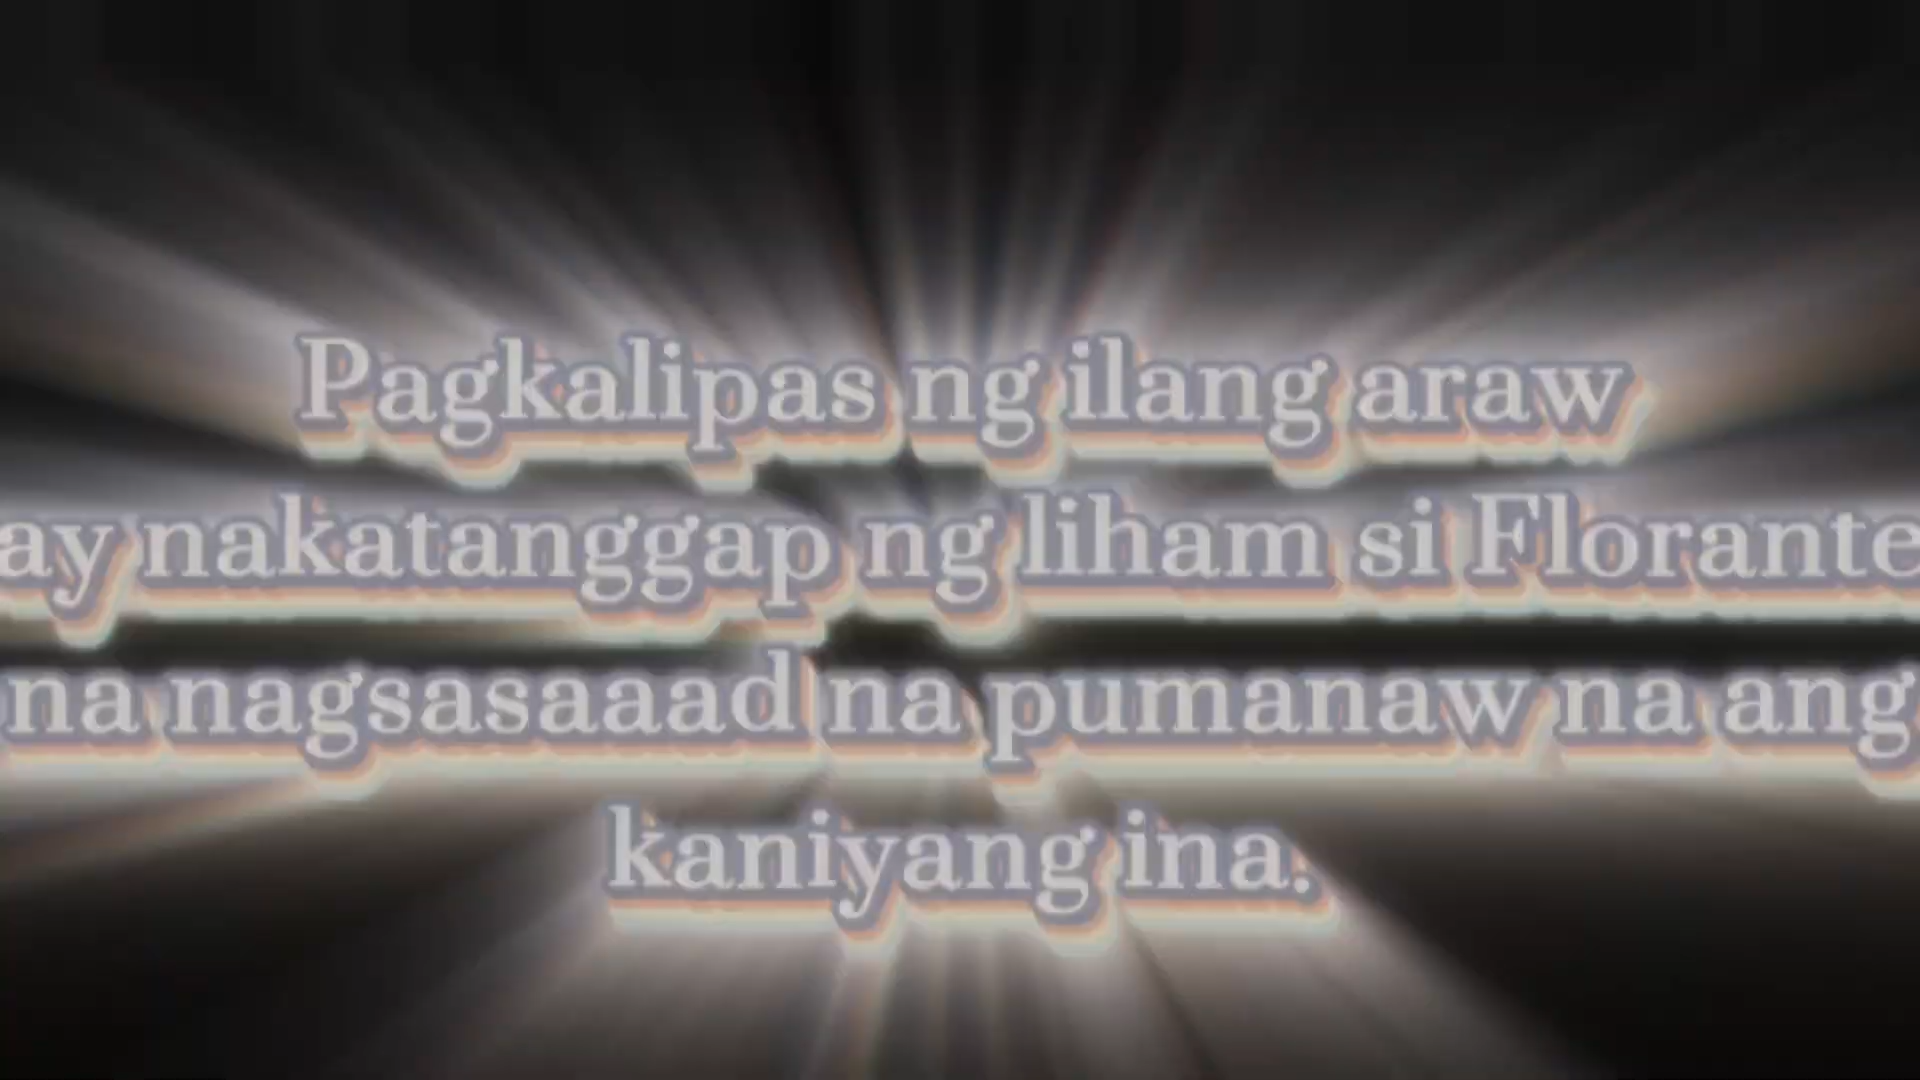 Pagkalipas ng ilang araw
ay nakatanggap ng liham si Florante
na nagsasaaad na pumanaw na ang
kaniyang ina.